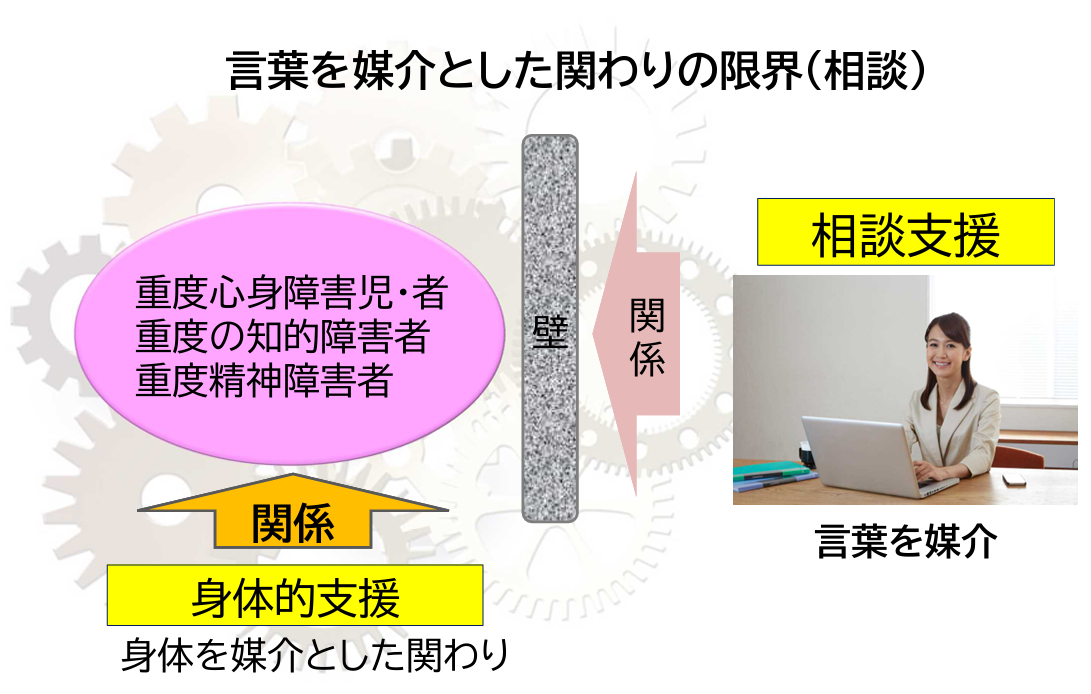 言葉を媒介とした関わりの限界(相談)
相談支援
重度心身障害児・者
重度の知的障害者
重度精神障害者
壁
関係
言葉を媒介
関係
身体的支援
身体を媒介とした関わり